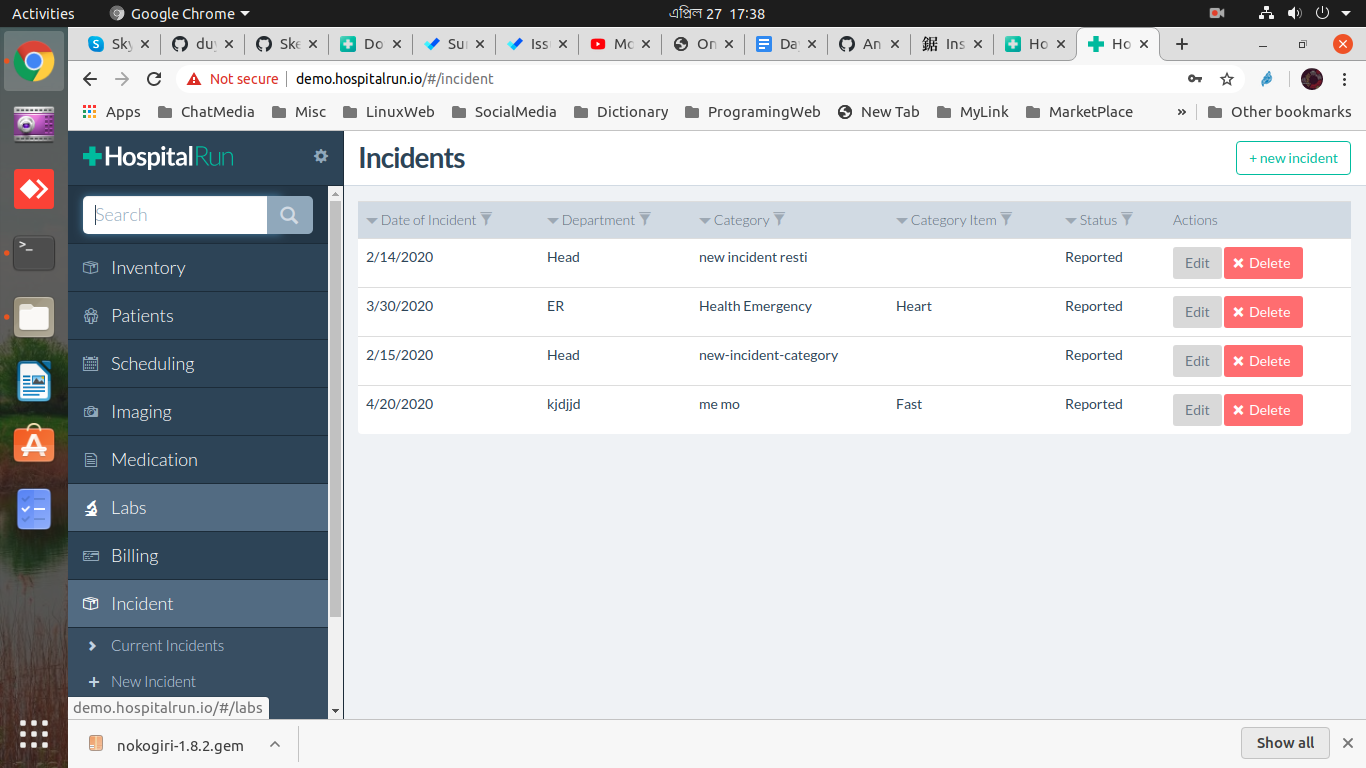 Activities Google Chrome এপ্রিল 27 17:38
Sky duy Ske Do Sur Iss Mo On Day An Ins Ho Ho
Not secure demo.hospitalrun.io/#/incident
Apps ChatMedia Misc LinuxWeb SocialMedia Dictionary ProgramingWeb New Tab MyLink MarketPlace » Other bookmarks
HospitalRun
Search
Inventory
Patients
Scheduling
Imaging
Medication
Labs
Billing
Incident
Current Incidents
New Incident
demo.hospitalrun.io/#/labs
Incidents + new incident
Date of Incident Department Category Category Item Status Actions
2/14/2020 Head new incident resti Reported Edit Delete
3/30/2020 ER Health Emergency Heart Reported Edit Delete
2/15/2020 Head new-incident-category Reported Edit Delete
4/20/2020 kjdjjd me mo Fast Reported Edit Delete
nokogiri-1.8.2.gem Show all